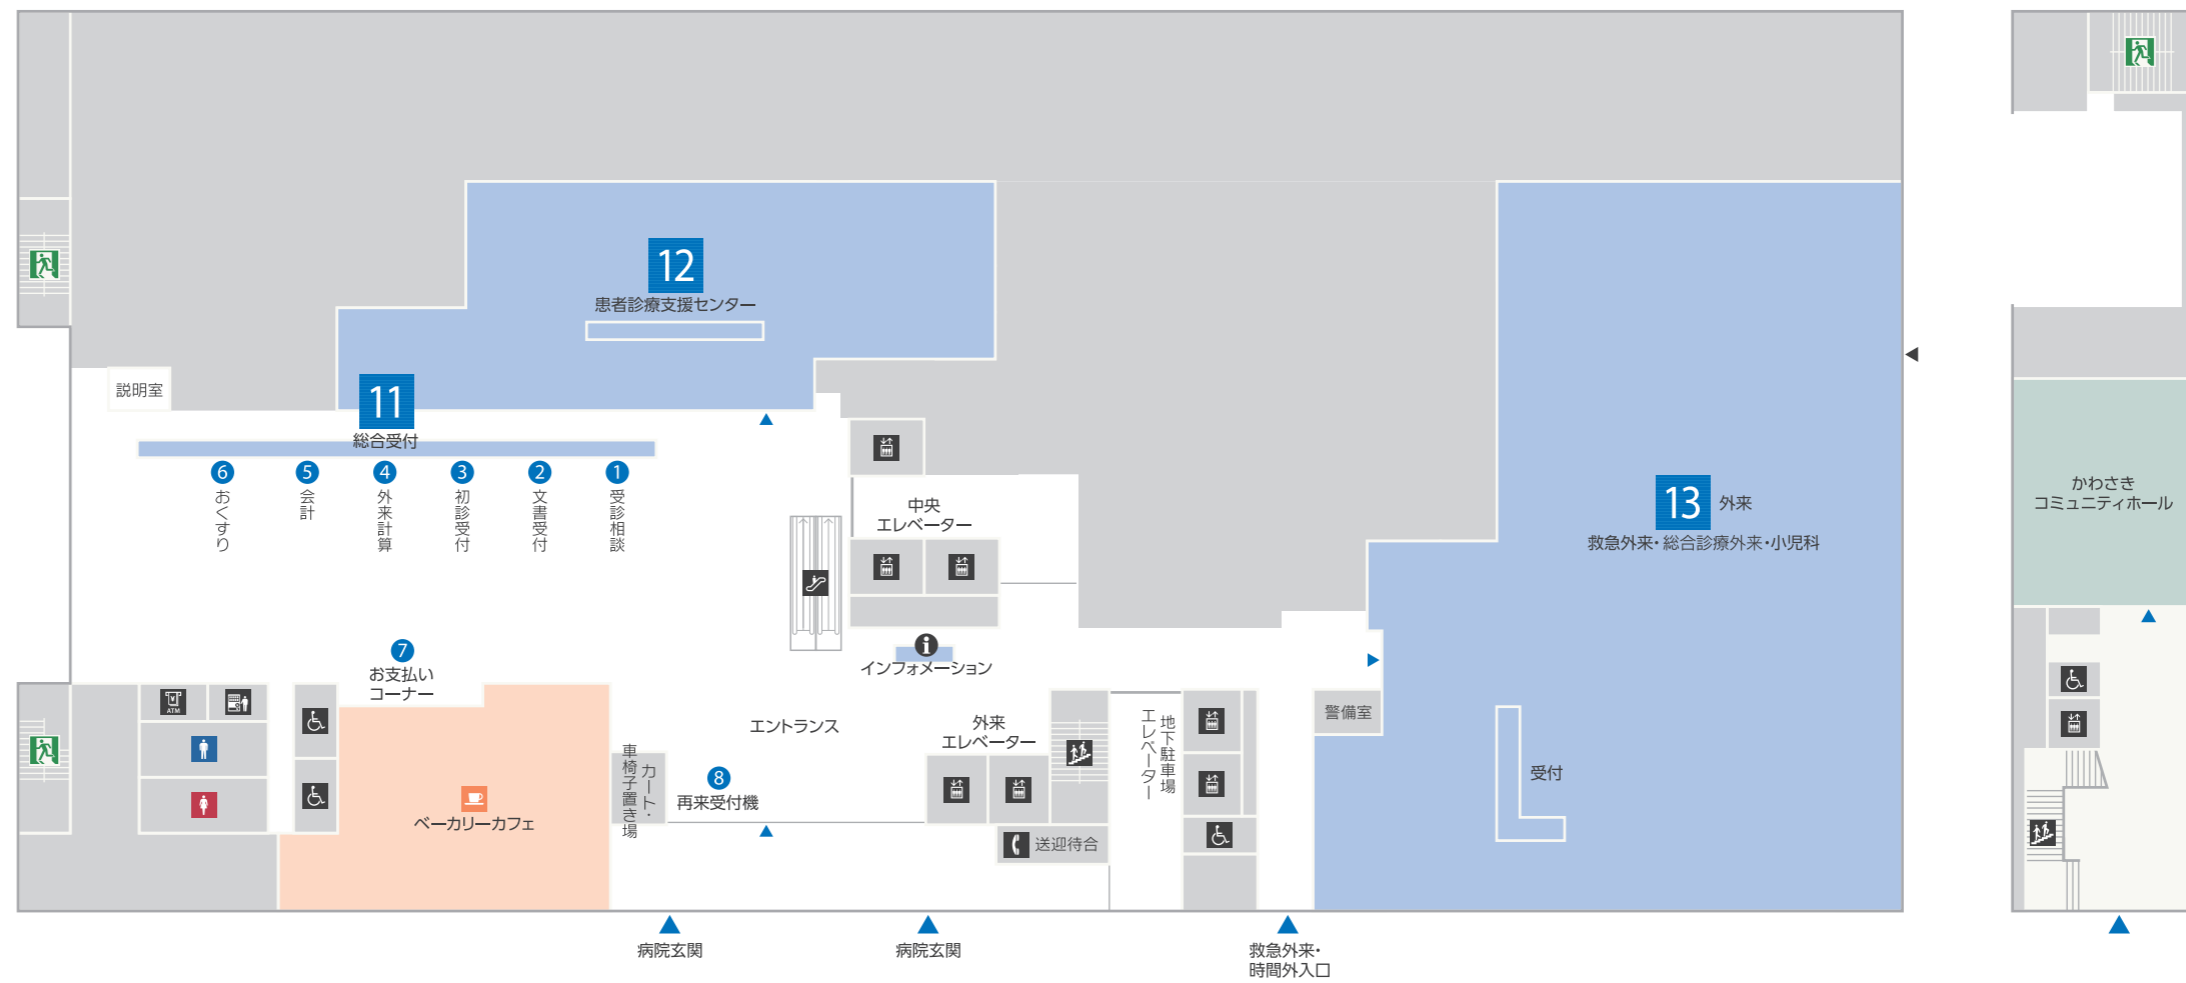 12
患者診療支援センター
説明室
11
総合受付
6
おくすり
5
会計
4
外来計算
3
初診受付
2
文書受付
1
受診相談
中央
エレベーター
13
外来
救急外来・総合診療外来・小児科
かわさき
コミュニティホール
i
インフォメーション
7
お支払い
コーナー
ATM
エントランス
外来
エレベーター
地下駐車場
エレベーター
警備室
受付
カート・
車椅子置き場
8
再来受付機
ベーカリーカフェ
送迎待合
病院玄関
病院玄関
救急外来・
時間外入口